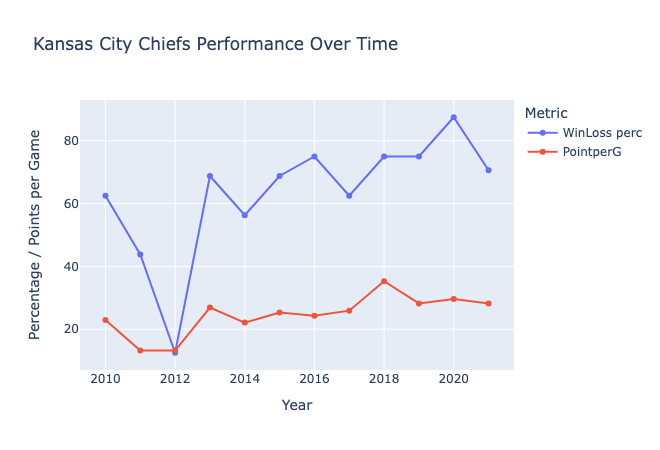 Kansas City Chiefs Performance Over Time
Metric
WinLoss perc
PointperG
Percentage / Points per Game
80
60
40
20
2010 2012 2014 2016 2018 2020
Year